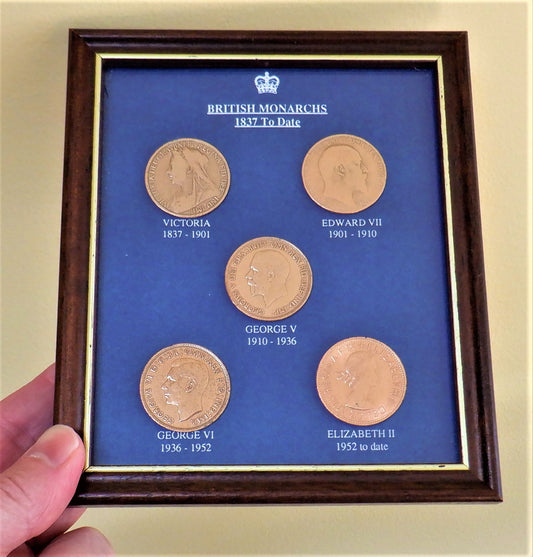 BRITISH MONARCHS
1837 To Date
VICTORIA
1837 - 1901
EDWARD VII
1901 - 1910
GEORGE V
1910 - 1936
GEORGE VI
1936 - 1952
ELIZABETH II
1952 to date